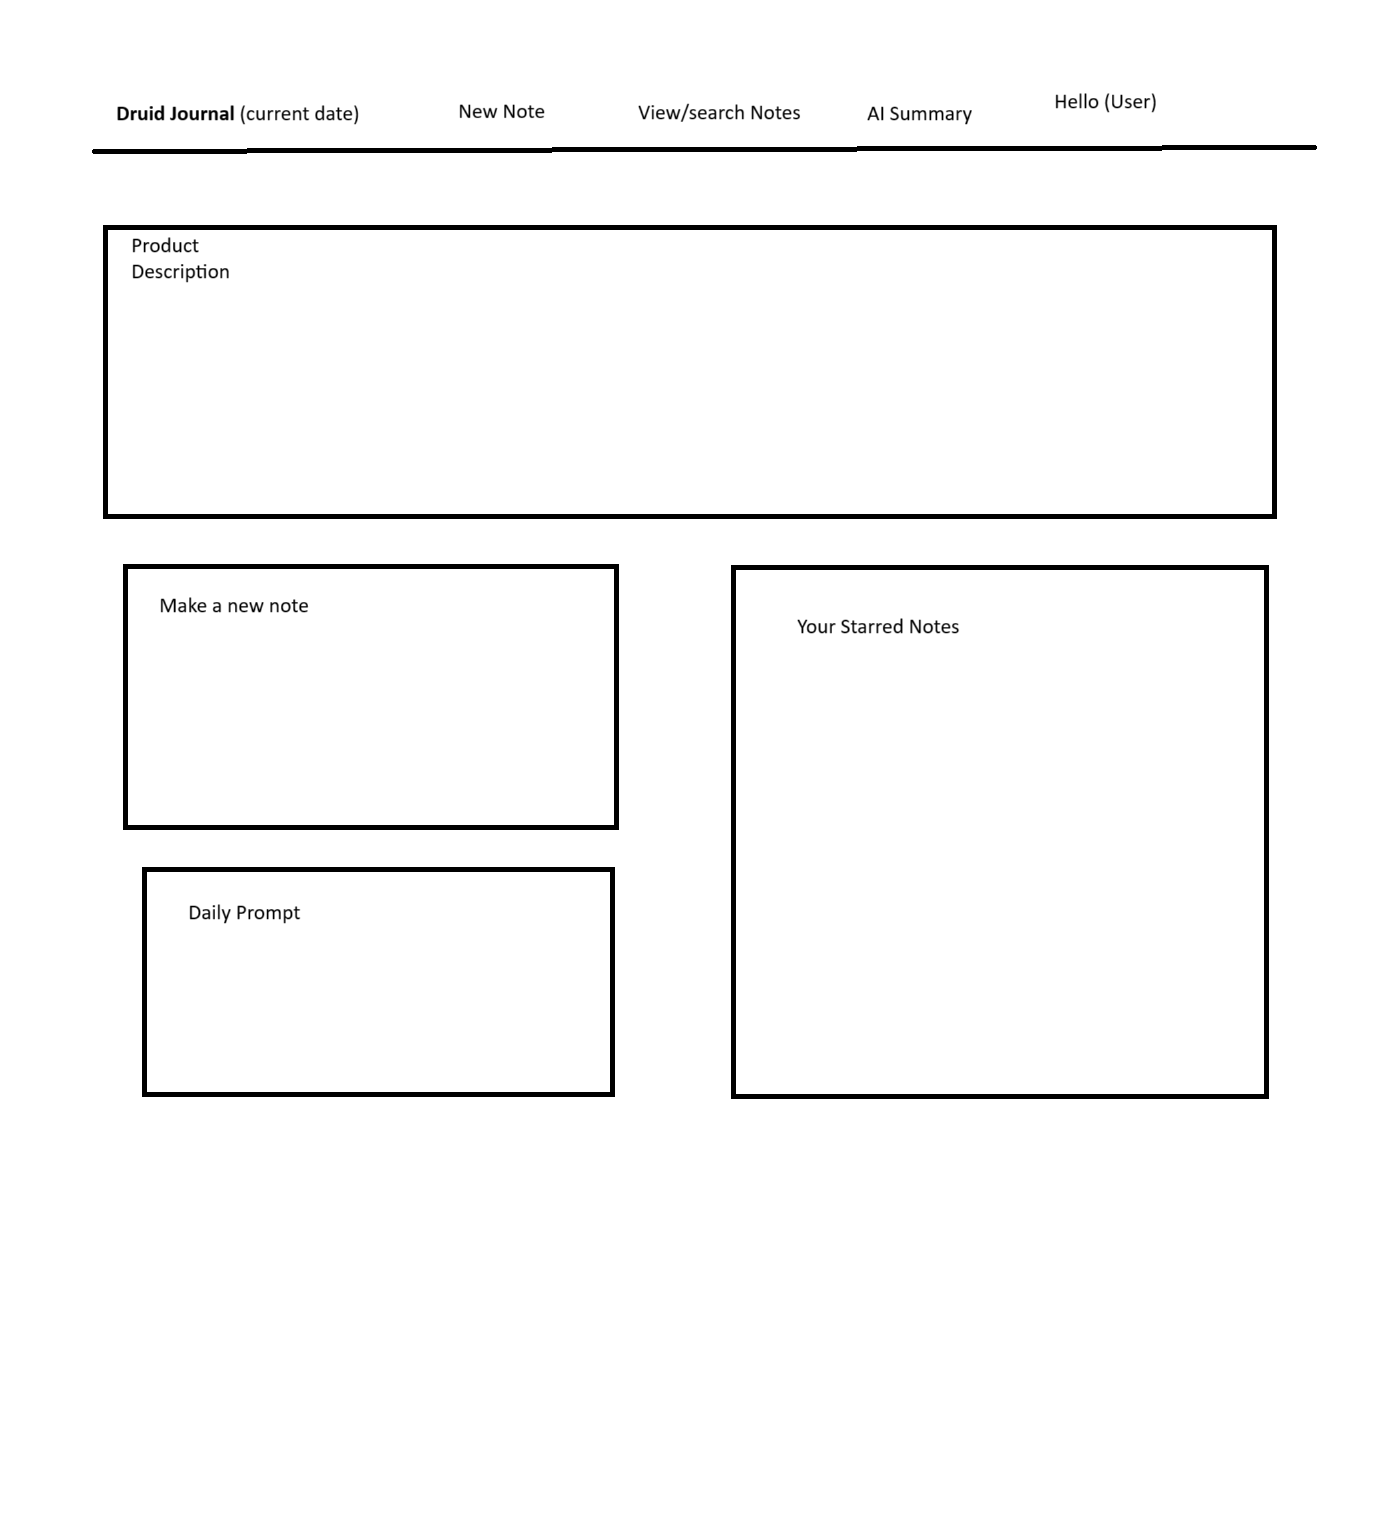 Druid Journal (current date)
New Note
View/search Notes
AI Summary
Hello (User)
Product
Description
Make a new note
Your Starred Notes
Daily Prompt